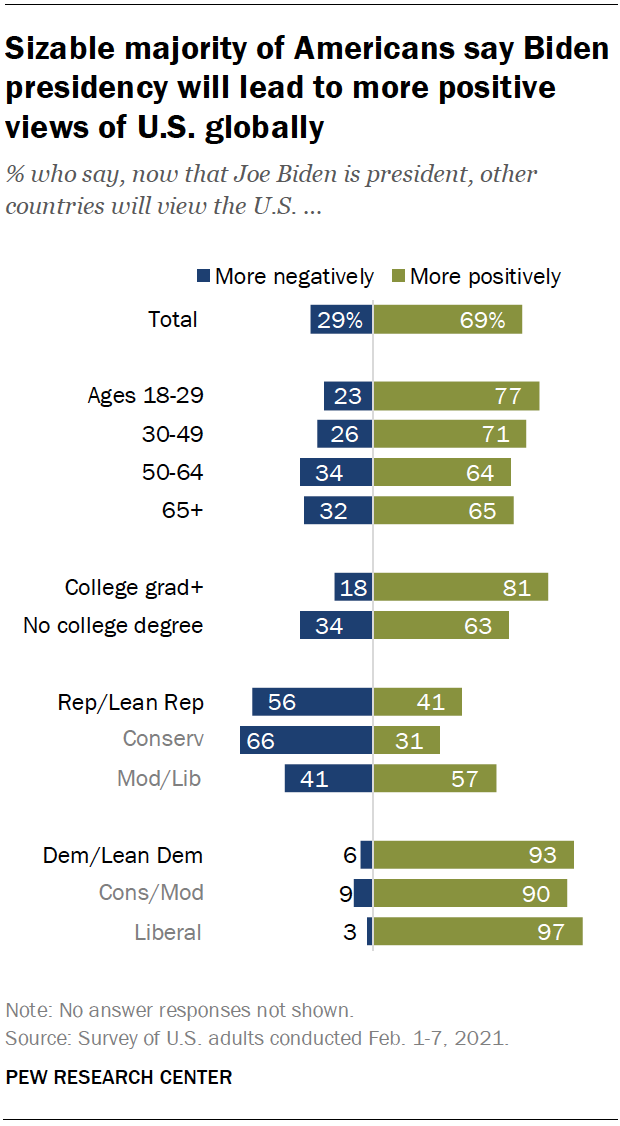 Sizable majority of Americans say Biden
presidency will lead to more positive
views of U.S. globally
% who say, now that Joe Biden is president, other
countries will view the U.S. ...
More negatively More positively
Total 29% 69%
Ages 18-29 23 77
30-49 26 71
50-64 34 64
65+ 32 65
College grad+ 18 81
No college degree 34 63
Rep/Lean Rep 56 41
Conserv 66 31
Mod/Lib 41 57
Dem/Lean Dem 6 93
Cons/Mod 9 90
Liberal 3 97
Note: No answer responses not shown.
Source: Survey of U.S. adults conducted Feb. 1-7, 2021.
PEW RESEARCH CENTER